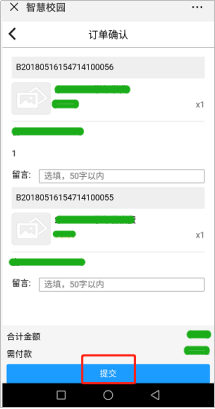 智慧校园
订单确认
B20180516154714100056
x1
1
留言: 选填，50字以内
B20180516154714100055
x1
留言: 选填，50字以内
合计金额
需付款
提交